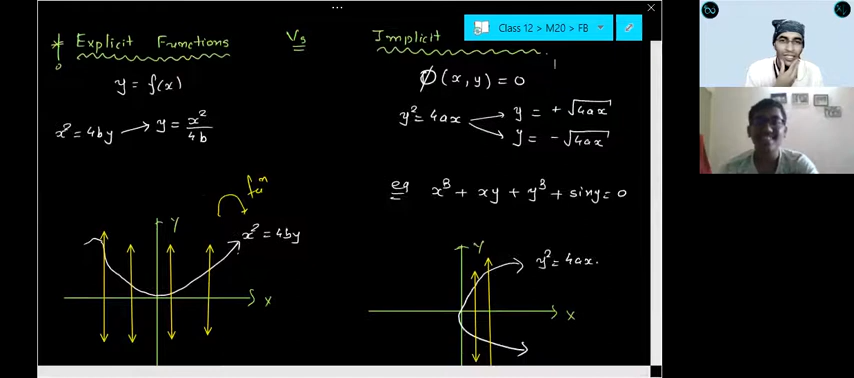 * Explicit Functions Vs Implicit
Class 12 > M20 > FB
y = f(x)
ϕ(x, y) = 0
x² = 4by → y = x²/4b
y² = 4ax → y = + √4ax
→ y = - √4ax
eg x³ + xy + y³ + sin y = 0
fⁿ
Y
x² = 4by
X
Y
y² = 4ax.
X